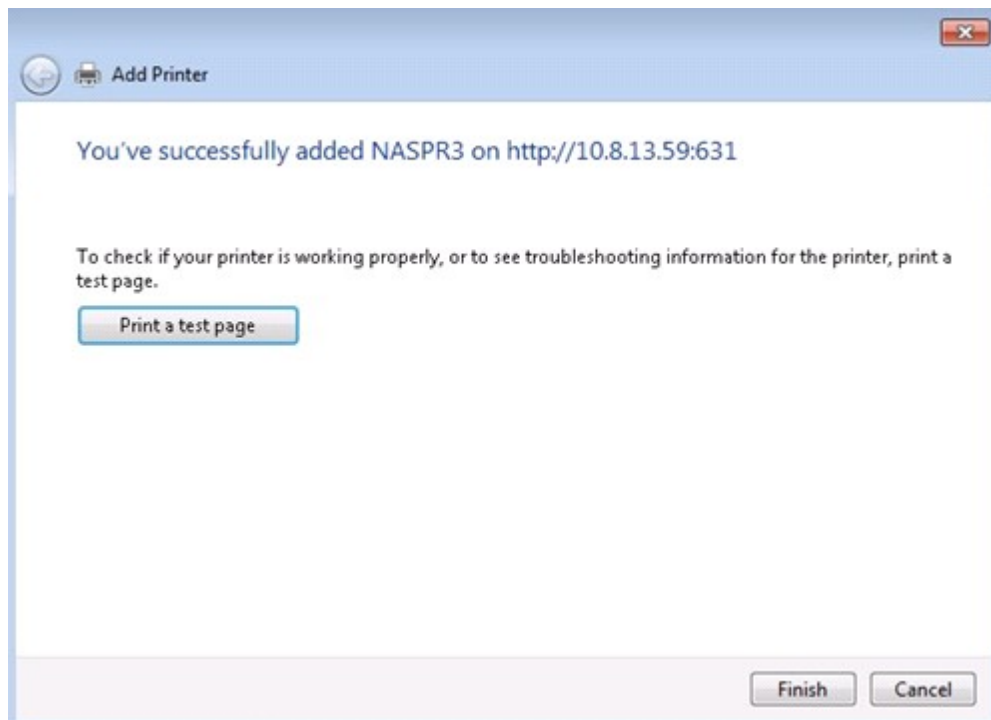 Add Printer
You've successfully added NASPR3 on http://10.8.13.59:631
To check if your printer is working properly, or to see troubleshooting information for the printer, print a
test page.
Print a test page
Finish
Cancel